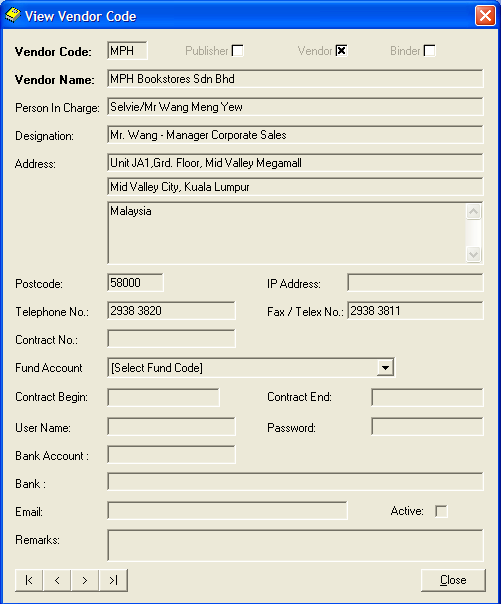 View Vendor Code
Vendor Code: MPH Publisher Vendor Binder
Vendor Name: MPH Bookstores Sdn Bhd
Person In Charge: Selvie/Mr Wang Meng Yew
Designation: Mr. Wang - Manager Corporate Sales
Address: Unit JA1,Grd. Floor, Mid Valley Megamall
Mid Valley City, Kuala Lumpur
Malaysia
Postcode: 58000 IP Address:
Telephone No.: 2938 3820 Fax / Telex No.: 2938 3811
Contract No.:
Fund Account [Select Fund Code]
Contract Begin: Contract End:
User Name: Password:
Bank Account :
Bank :
Email: Active:
Remarks:
Close